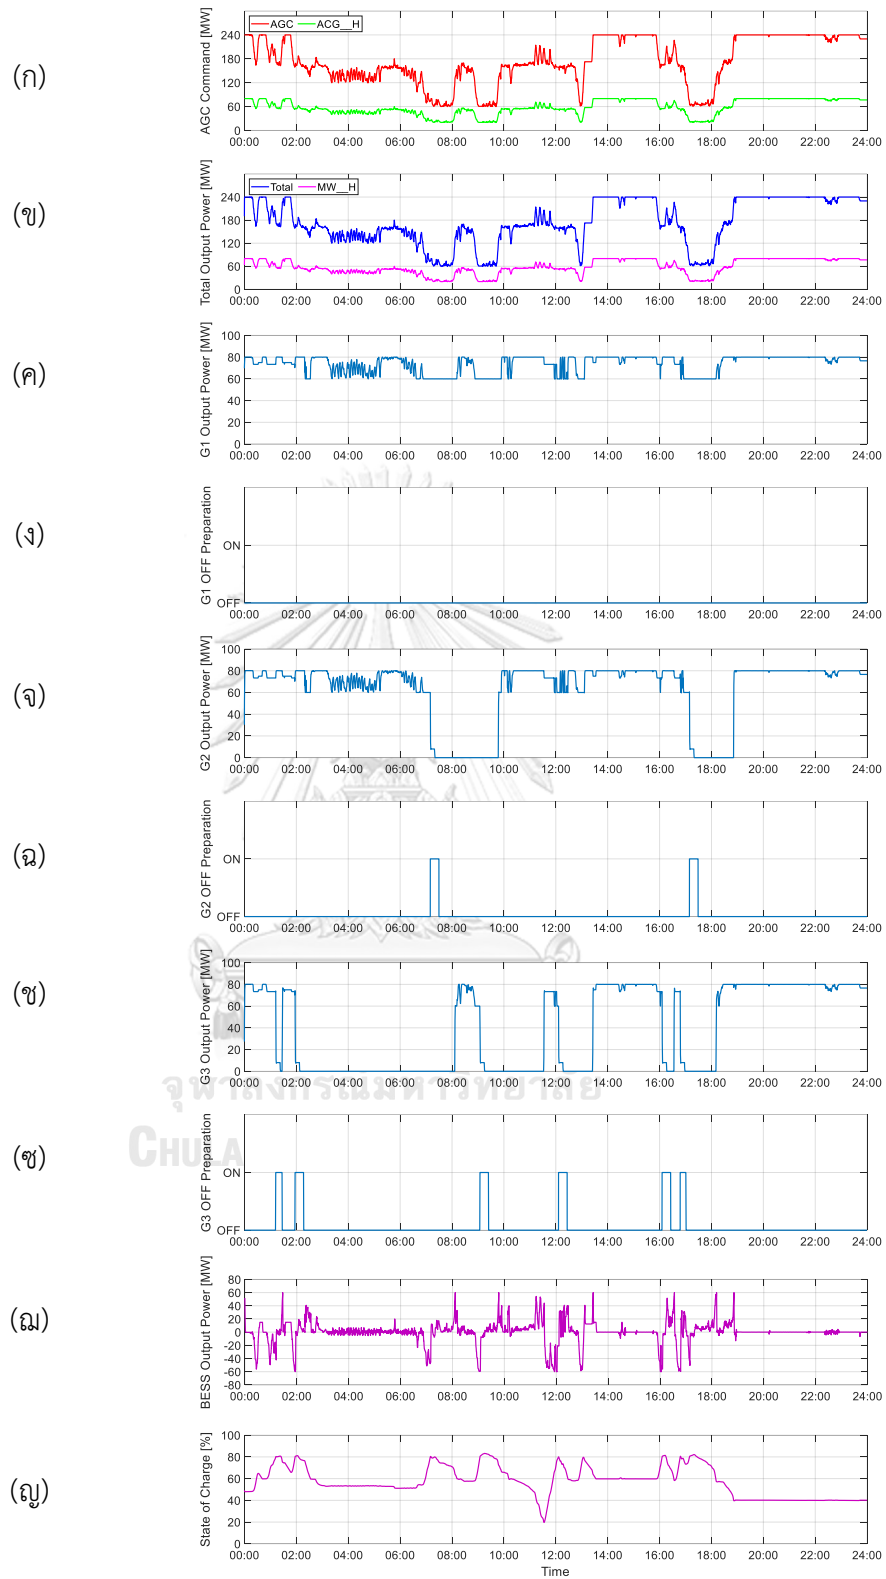 (ก)
AGC Command [MW]
AGC
ACG__H
240
180
120
60
0
00:00 02:00 04:00 06:00 08:00 10:00 12:00 14:00 16:00 18:00 20:00 22:00 24:00
(ข)
Total Output Power [MW]
Total
MW__H
240
180
120
60
0
00:00 02:00 04:00 06:00 08:00 10:00 12:00 14:00 16:00 18:00 20:00 22:00 24:00
(ค)
G1 Output Power [MW]
100
80
60
40
20
0
00:00 02:00 04:00 06:00 08:00 10:00 12:00 14:00 16:00 18:00 20:00 22:00 24:00
(ง)
G1 OFF Preparation
ON
OFF
00:00 02:00 04:00 06:00 08:00 10:00 12:00 14:00 16:00 18:00 20:00 22:00 24:00
(จ)
G2 Output Power [MW]
100
80
60
40
20
0
00:00 02:00 04:00 06:00 08:00 10:00 12:00 14:00 16:00 18:00 20:00 22:00 24:00
(ฉ)
G2 OFF Preparation
ON
OFF
00:00 02:00 04:00 06:00 08:00 10:00 12:00 14:00 16:00 18:00 20:00 22:00 24:00
(ช)
G3 Output Power [MW]
100
80
60
40
20
0
00:00 02:00 04:00 06:00 08:00 10:00 12:00 14:00 16:00 18:00 20:00 22:00 24:00
จุฬาลงกรณ์มหาวิทยาลัย
CHULA
(ซ)
G3 OFF Preparation
ON
OFF
00:00 02:00 04:00 06:00 08:00 10:00 12:00 14:00 16:00 18:00 20:00 22:00 24:00
(ฌ)
BESS Output Power [MW]
80
60
40
20
0
-20
-40
-60
-80
00:00 02:00 04:00 06:00 08:00 10:00 12:00 14:00 16:00 18:00 20:00 22:00 24:00
(ญ)
State of Charge [%]
100
80
60
40
20
0
00:00 02:00 04:00 06:00 08:00 10:00 12:00 14:00 16:00 18:00 20:00 22:00 24:00
Time